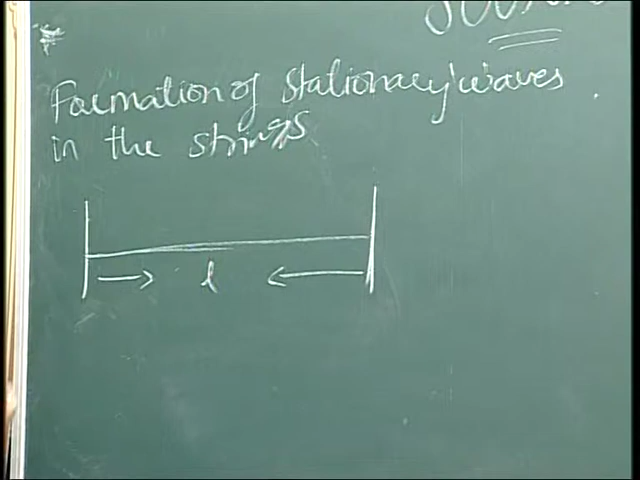 Formation of stationary waves
in the strings
l